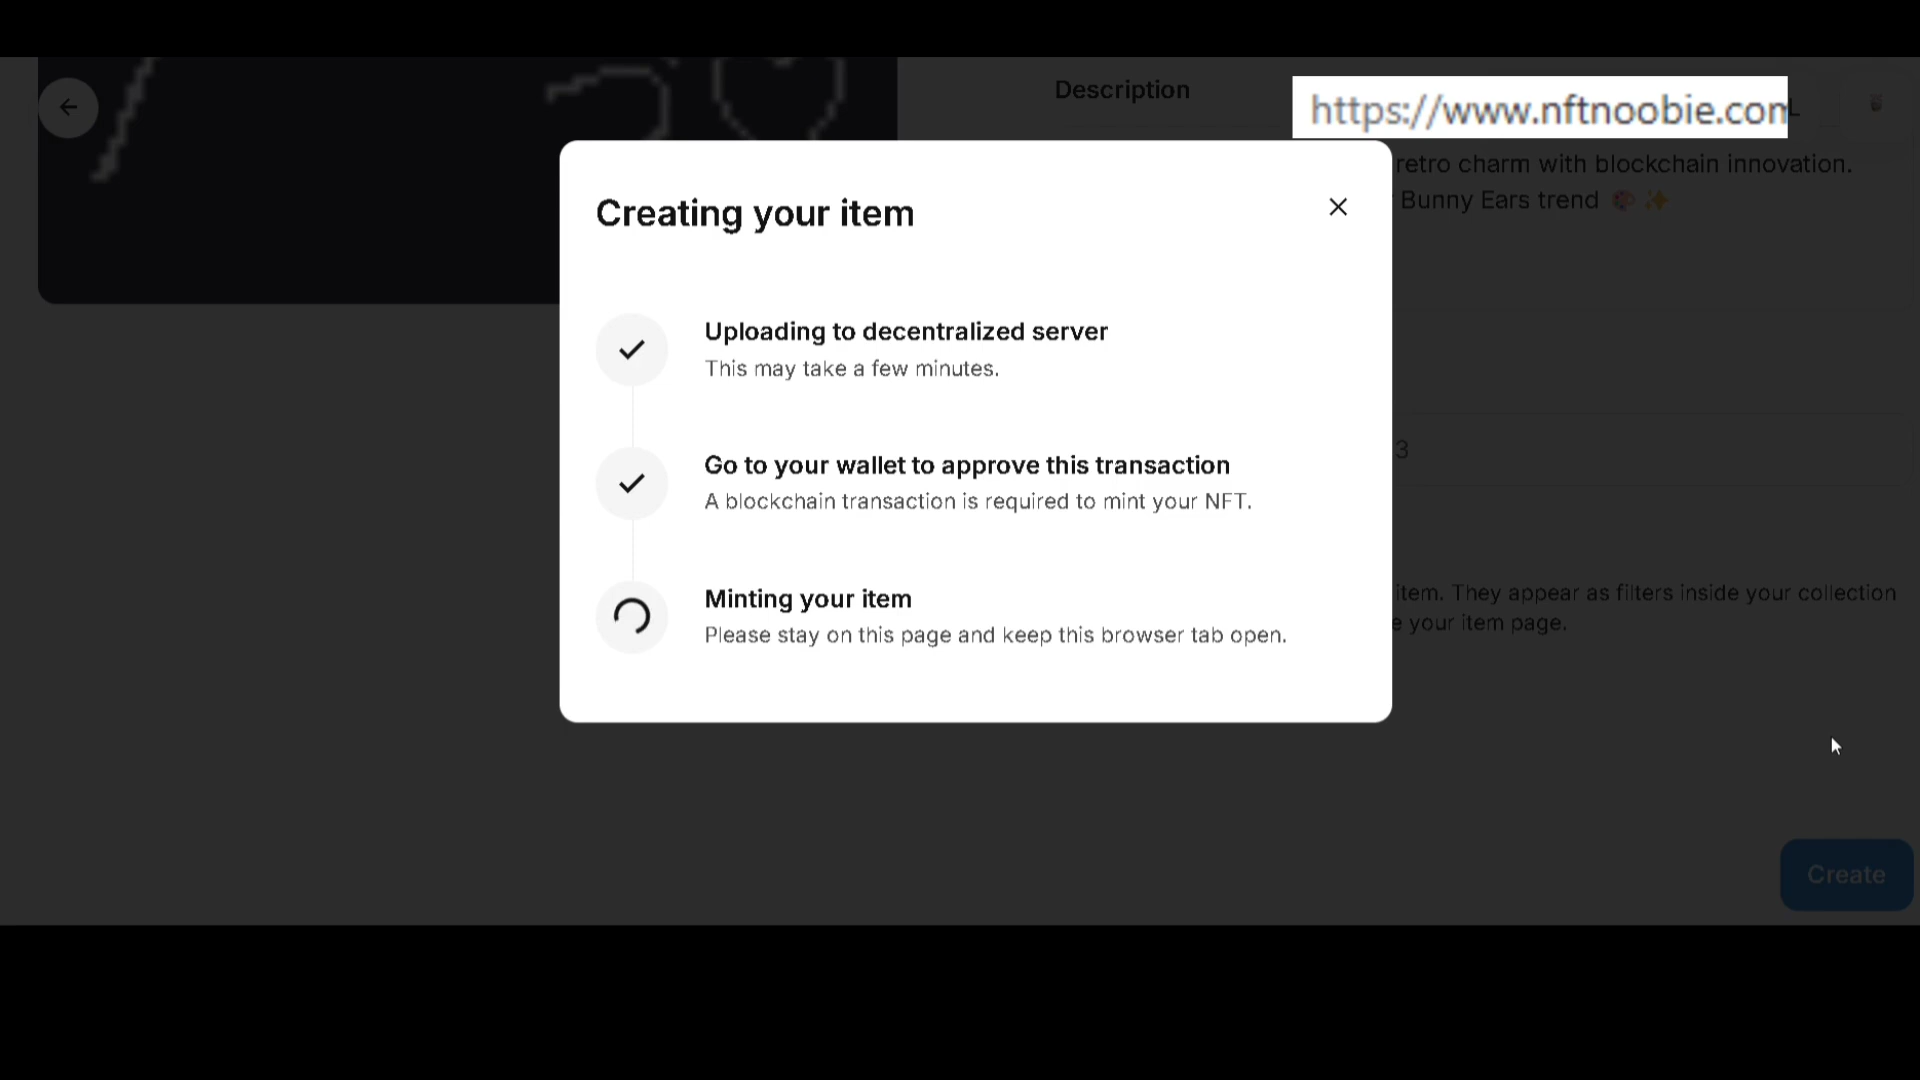 Description
https://www.nftnoobie.com
retro charm with blockchain innovation.
Bunny Ears trend 🎨 ✨
Creating your item
Uploading to decentralized server
This may take a few minutes.
3
Go to your wallet to approve this transaction
A blockchain transaction is required to mint your NFT.
item. They appear as filters inside your collection
your item page.
Minting your item
Please stay on this page and keep this browser tab open.
Create